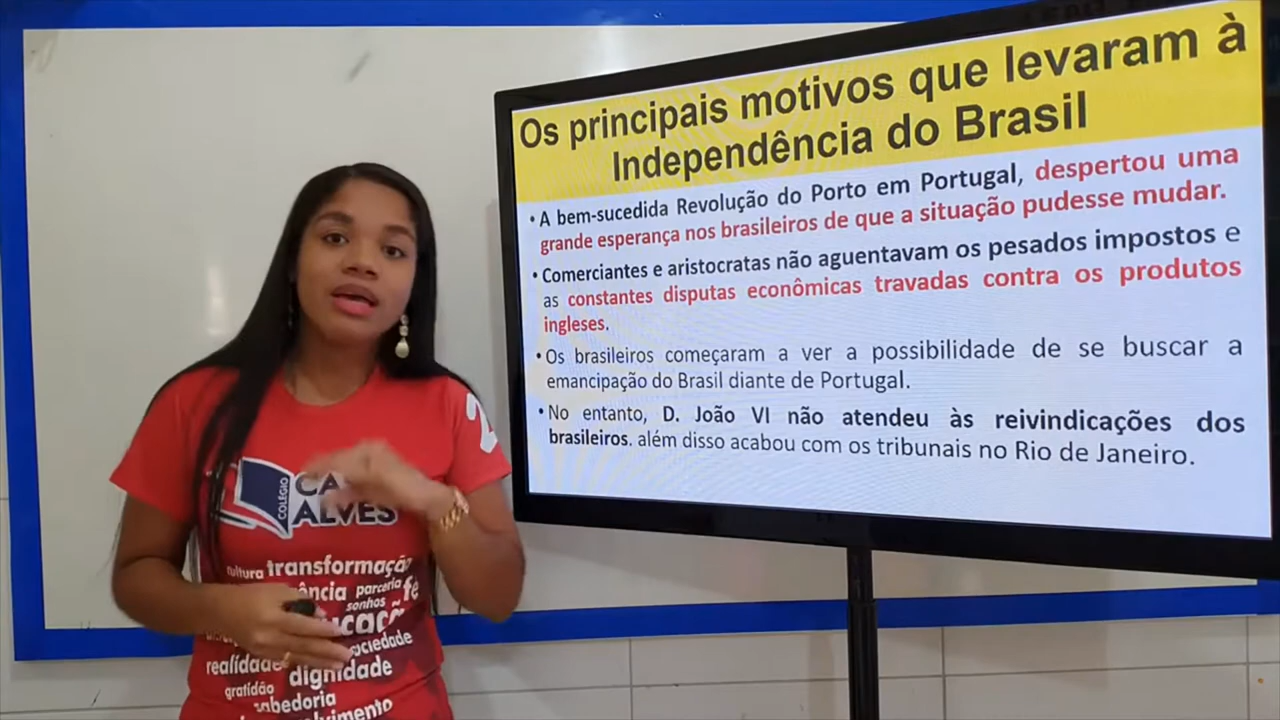 Os principais motivos que levaram à
Independência do Brasil
• A bem-sucedida Revolução do Porto em Portugal, despertou uma
grande esperança nos brasileiros de que a situação pudesse mudar.
• Comerciantes e aristocratas não aguentavam os pesados impostos e
as constantes disputas econômicas travadas contra os produtos
ingleses.
• Os brasileiros começaram a ver a possibilidade de se buscar a
emancipação do Brasil diante de Portugal.
• No entanto, D. João VI não atendeu às reivindicações dos
brasileiros. além disso acabou com os tribunais no Rio de Janeiro.
2
COLÉGIO
ALVES
transformação
parceria fé
sonhos
realidade
dignidade
gratidão